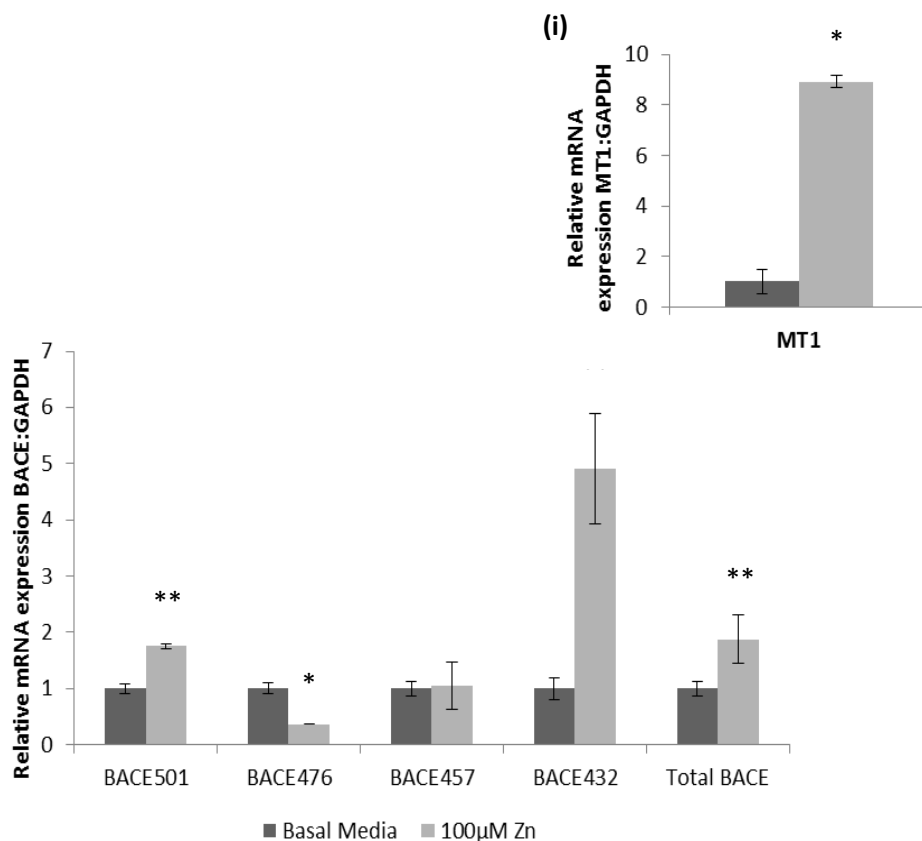 (i)
*
Relative mRNA
expression MT1:GAPDH
10
8
6
4
2
0
MT1
Relative mRNA expression BACE:GAPDH
7
6
5
4
3
2
1
0
**
*
**
BACE501 BACE476 BACE457 BACE432 Total BACE
Basal Media 100µM Zn